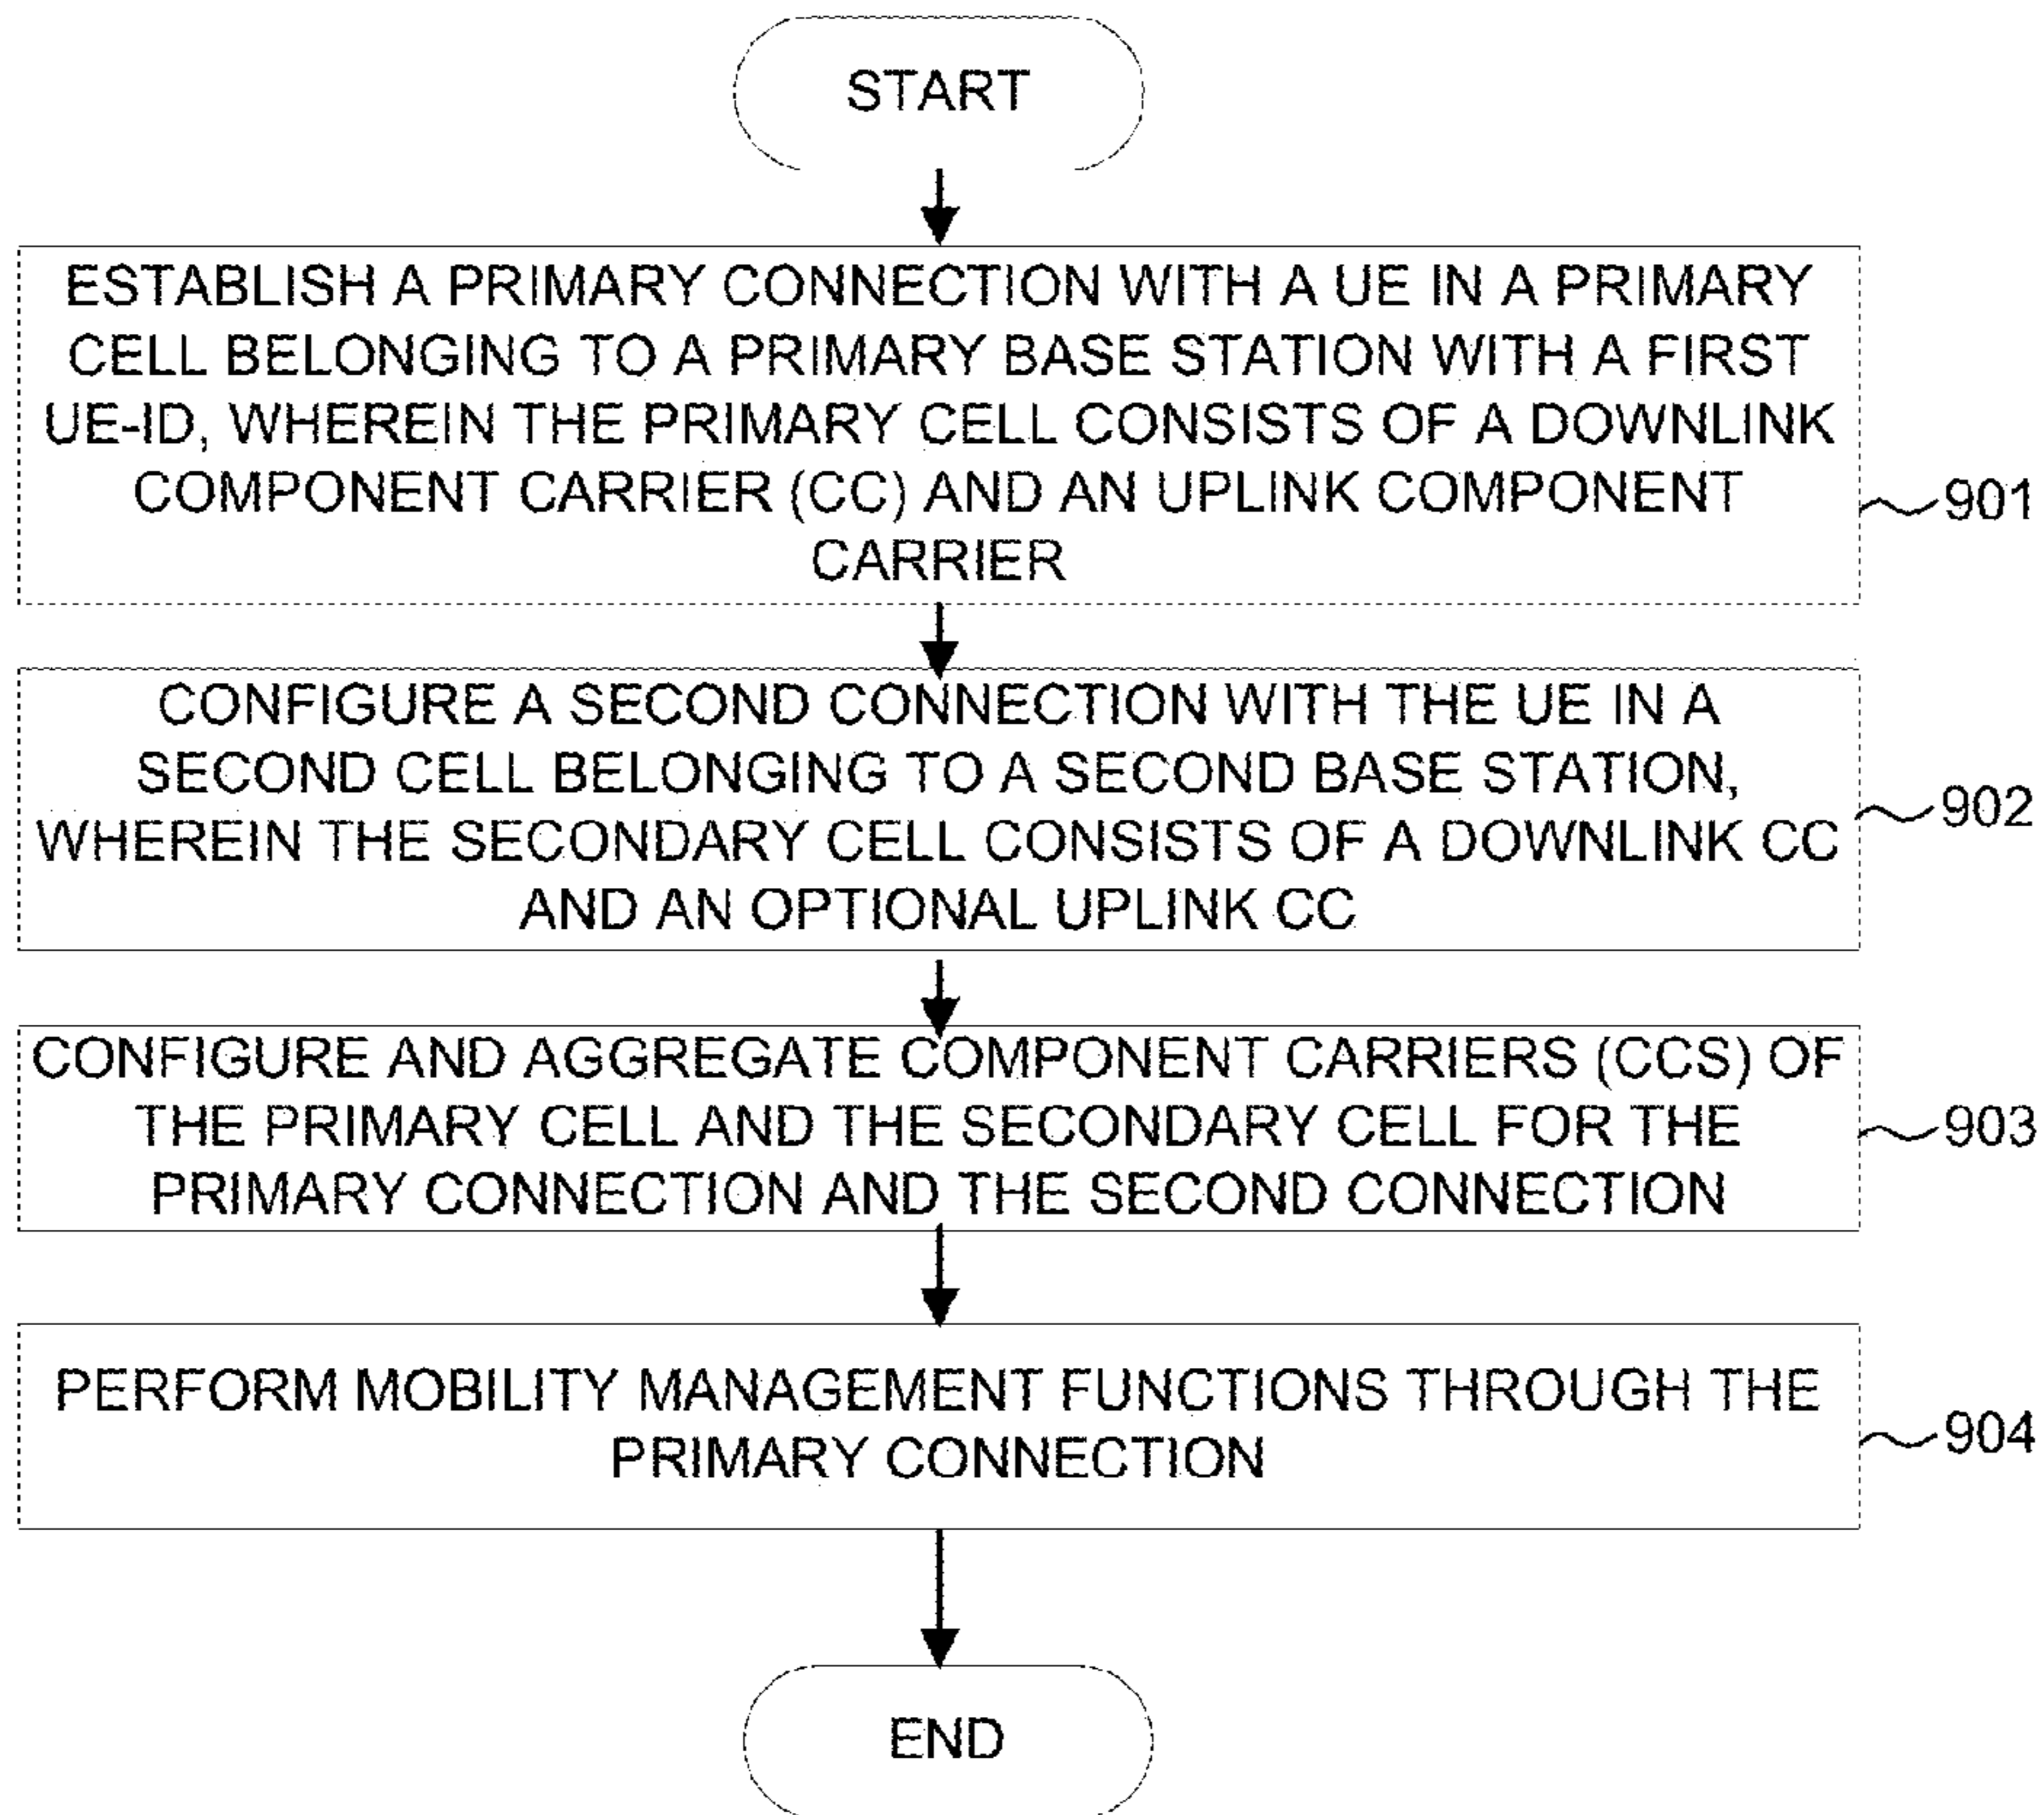 START
ESTABLISH A PRIMARY CONNECTION WITH A UE IN A PRIMARY
CELL BELONGING TO A PRIMARY BASE STATION WITH A FIRST
UE-ID, WHEREIN THE PRIMARY CELL CONSISTS OF A DOWNLINK
COMPONENT CARRIER (CC) AND AN UPLINK COMPONENT
CARRIER
901
CONFIGURE A SECOND CONNECTION WITH THE UE IN A
SECOND CELL BELONGING TO A SECOND BASE STATION,
WHEREIN THE SECONDARY CELL CONSISTS OF A DOWNLINK CC
AND AN OPTIONAL UPLINK CC
902
CONFIGURE AND AGGREGATE COMPONENT CARRIERS (CCS) OF
THE PRIMARY CELL AND THE SECONDARY CELL FOR THE
PRIMARY CONNECTION AND THE SECOND CONNECTION
903
PERFORM MOBILITY MANAGEMENT FUNCTIONS THROUGH THE
PRIMARY CONNECTION
904
END